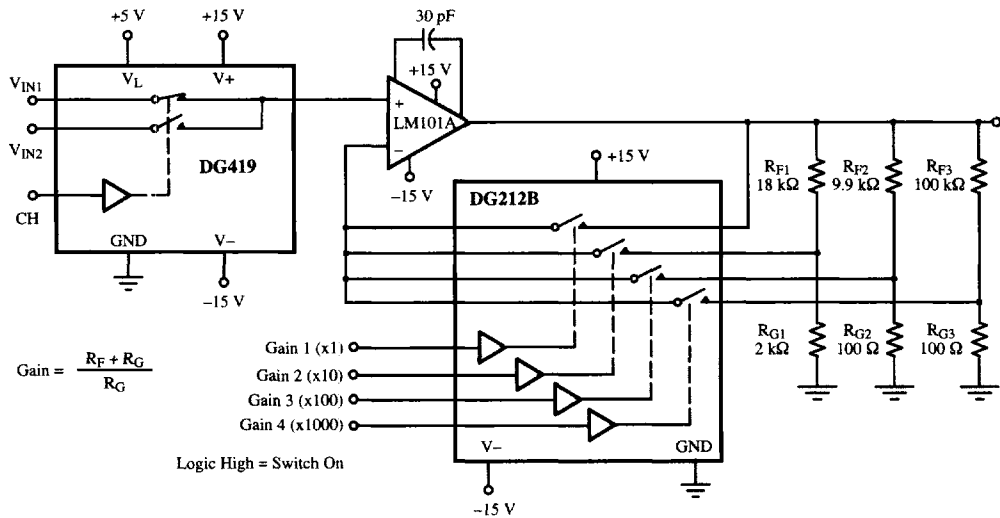 +5 V
+15 V
30 pF
V_IN1
V_L
V+
+15 V
+
LM101A
V_IN2
DG419
−
–15 V
+15 V
R_F1
18 kΩ
R_F2
9.9 kΩ
R_F3
100 kΩ
DG212B
CH
GND
V–
–15 V
Gain = R_F + R_G
R_G
Gain 1 (x1)
Gain 2 (x10)
Gain 3 (x100)
Gain 4 (x1000)
R_G1
2 kΩ
R_G2
100 Ω
R_G3
100 Ω
Logic High = Switch On
V–
GND
–15 V